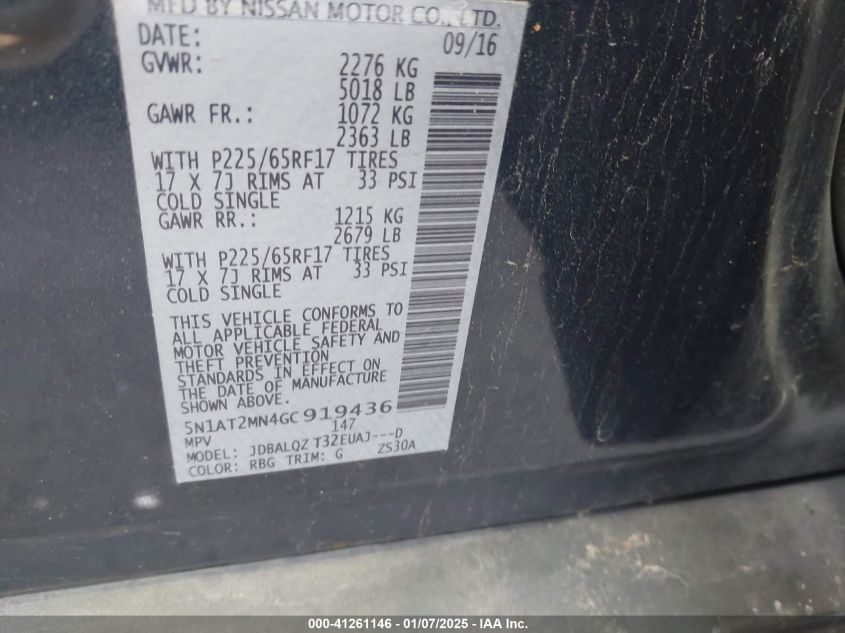 MFD BY NISSAN MOTOR CO., LTD.
DATE: 09/16
GVWR: 2276 KG
5018 LB
GAWR FR.: 1072 KG
2363 LB
WITH P225/65RF17 TIRES
17 X 7J RIMS AT 33 PSI
COLD SINGLE
GAWR RR.: 1215 KG
2679 LB
WITH P225/65RF17 TIRES
17 X 7J RIMS AT 33 PSI
COLD SINGLE
THIS VEHICLE CONFORMS TO
ALL APPLICABLE FEDERAL
MOTOR VEHICLE SAFETY AND
THEFT PREVENTION
STANDARDS IN EFFECT ON
THE DATE OF MANUFACTURE
SHOWN ABOVE.
5N1AT2MN4GC919436
MPV 147
MODEL: JDBALQZ T32EUAJ---D
COLOR: RBG TRIM: G ZS30A
000-41261146 - 01/07/2025 - IAA Inc.